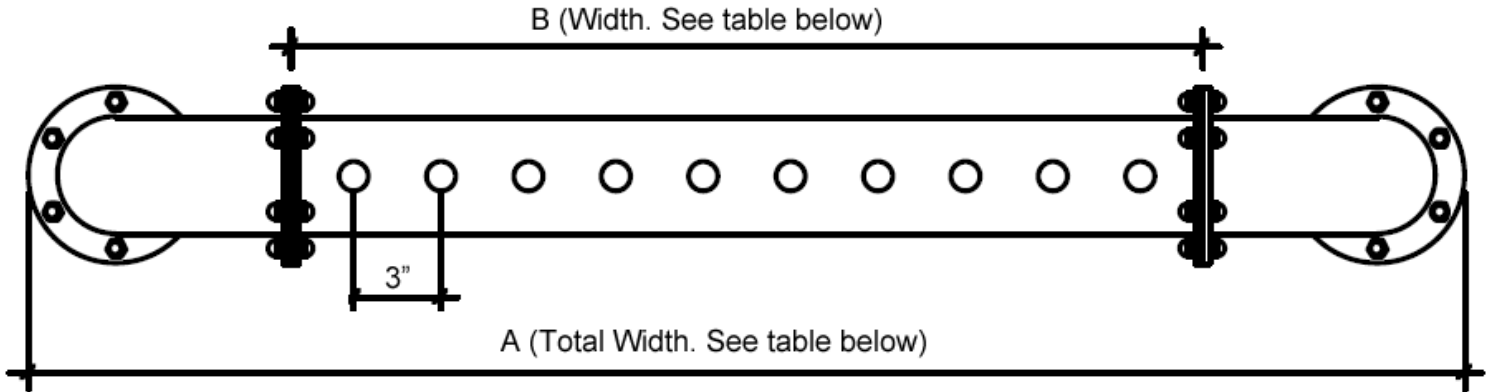 B (Width. See table below)
3”
A (Total Width. See table below)